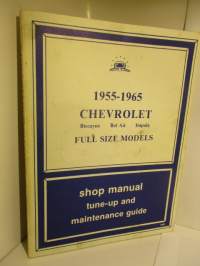 1955-1965
CHEVROLET
Biscayne Bel Air Impala
FULL SIZE MODELS
shop manual
tune-up and
maintenance guide